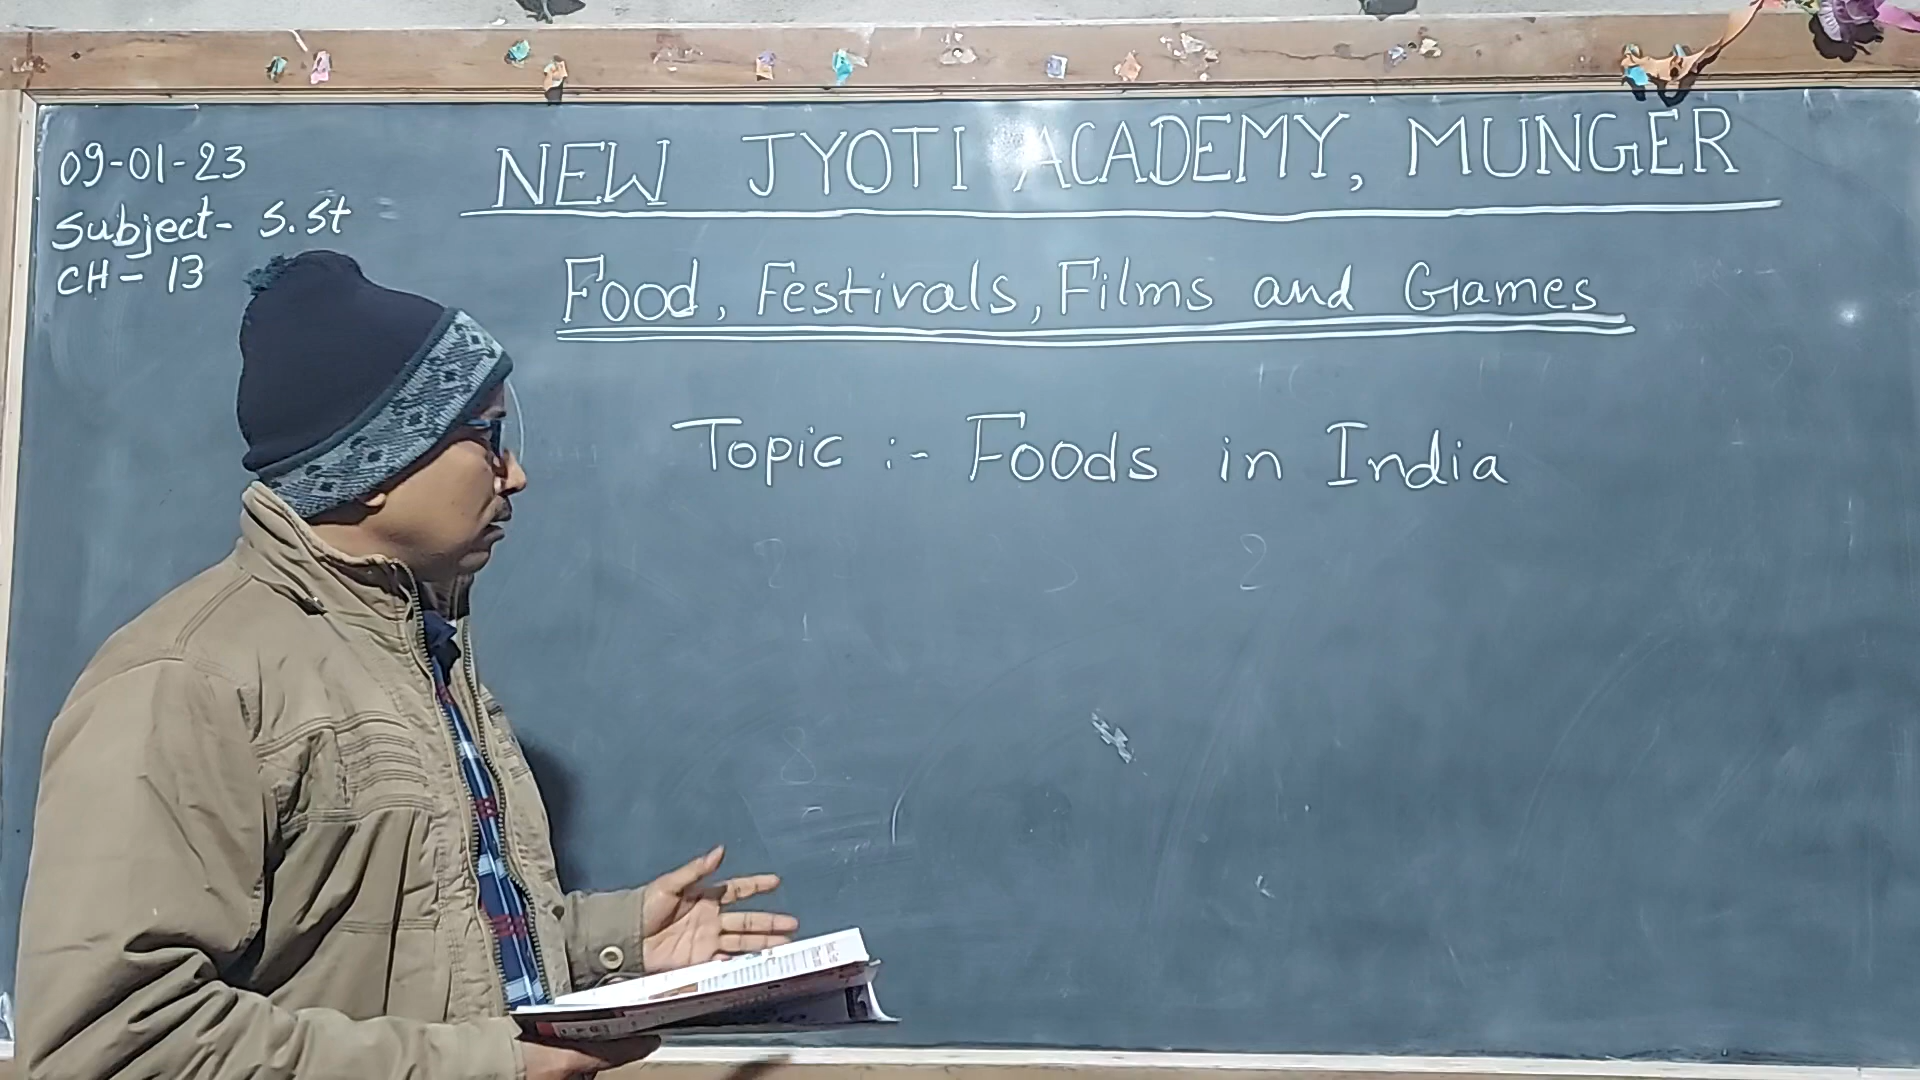 NEW JYOTI ACADEMY, MUNGER
09-01-23
Subject- S.St
CH- 13
Food, Festivals, Films and Games
Topic :- Foods in India